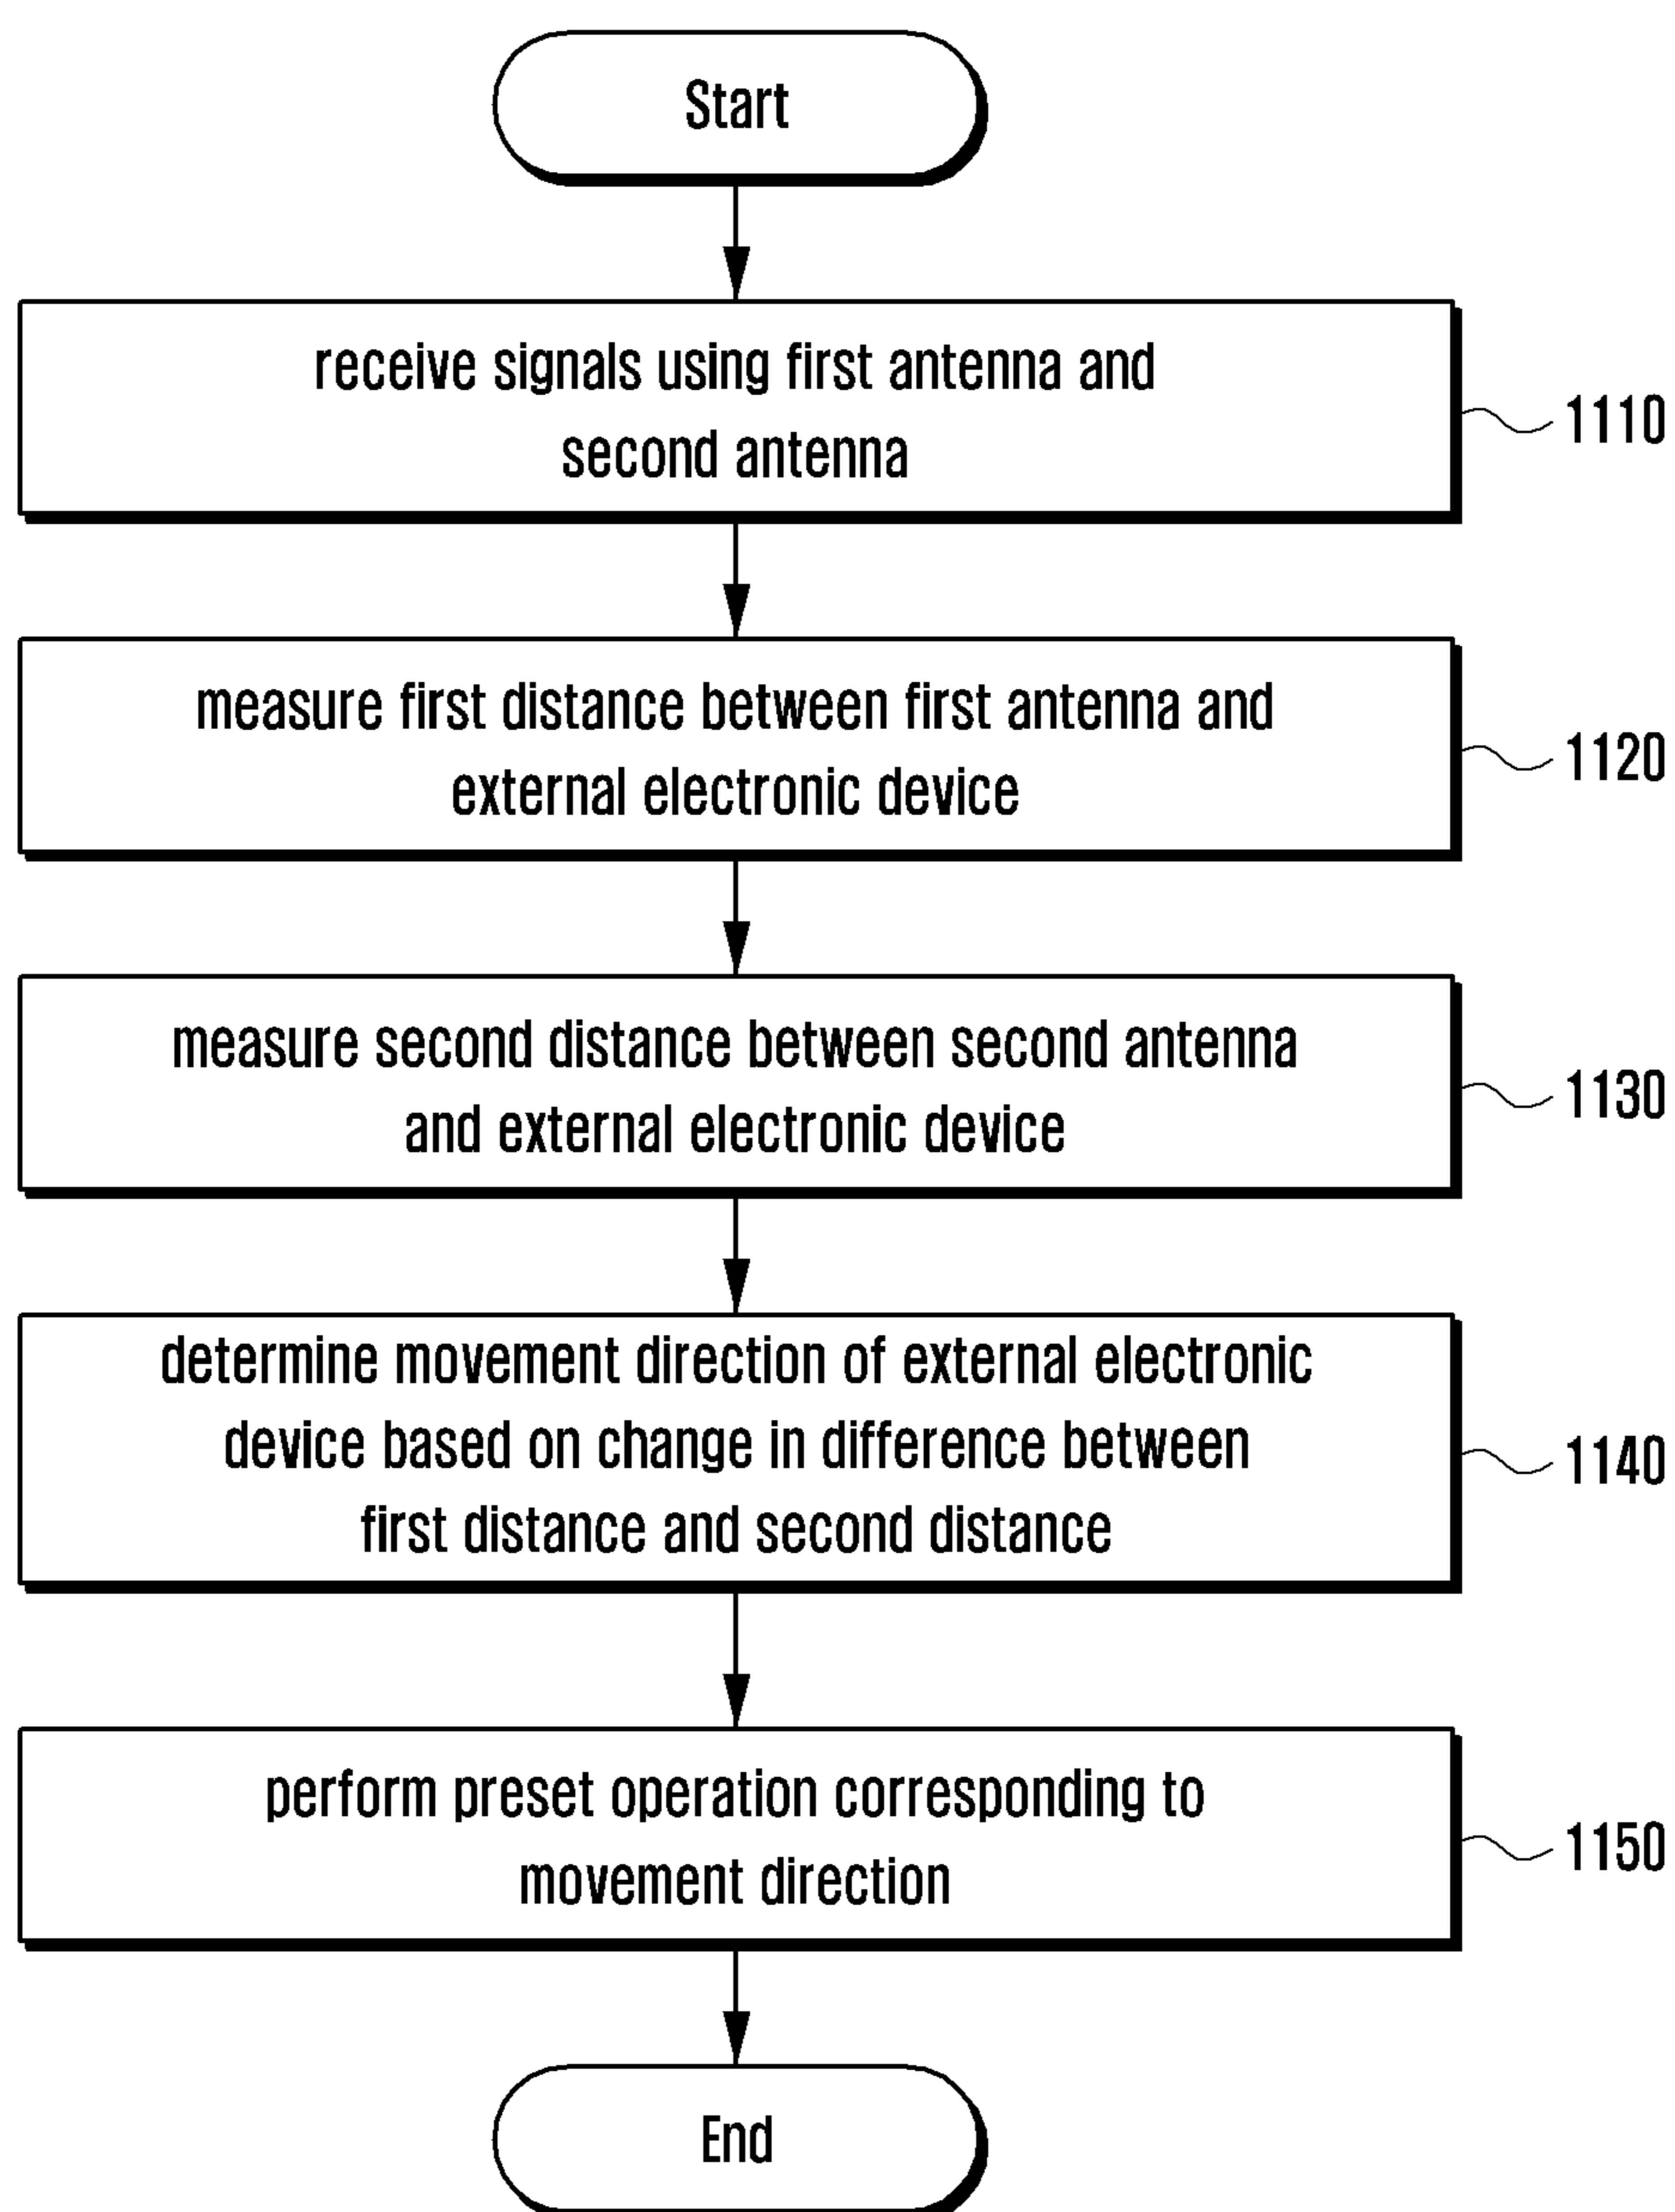 Start
receive signals using first antenna and
second antenna
1110
measure first distance between first antenna and
external electronic device
1120
measure second distance between second antenna
and external electronic device
1130
determine movement direction of external electronic
device based on change in difference between
first distance and second distance
1140
perform preset operation corresponding to
movement direction
1150
End